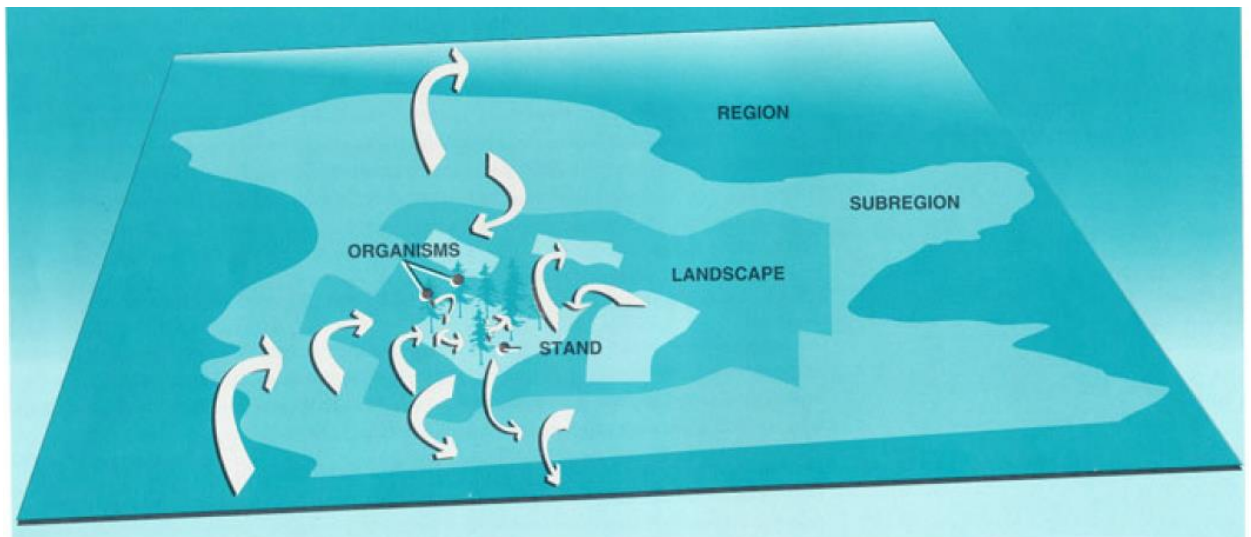 REGION
SUBREGION
ORGANISMS
LANDSCAPE
STAND